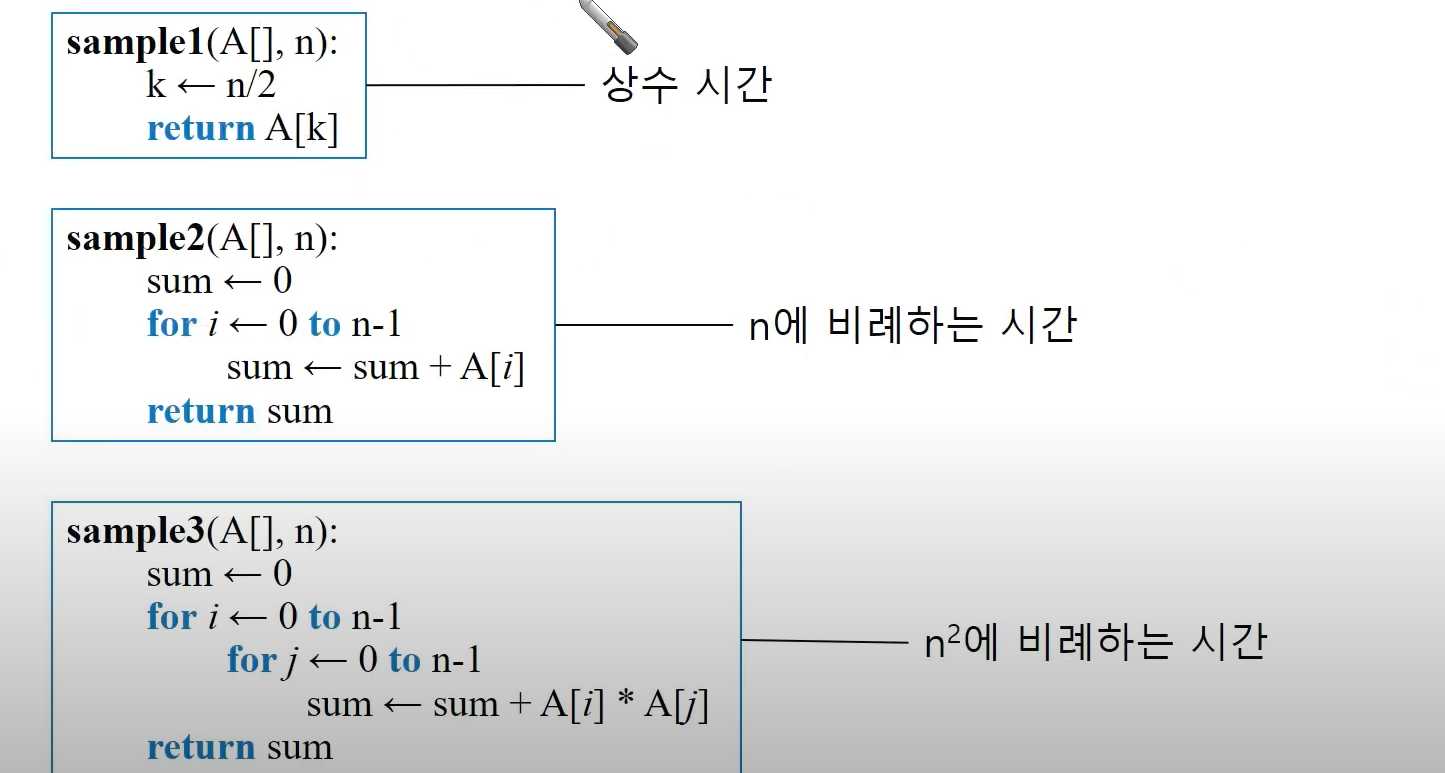 sample1(A[], n):
k ← n/2
return A[k]
상수 시간
sample2(A[], n):
sum ← 0
for i ← 0 to n-1
sum ← sum + A[i]
return sum
n에 비례하는 시간
sample3(A[], n):
sum ← 0
for i ← 0 to n-1
for j ← 0 to n-1
sum ← sum + A[i] * A[j]
return sum
n²에 비례하는 시간